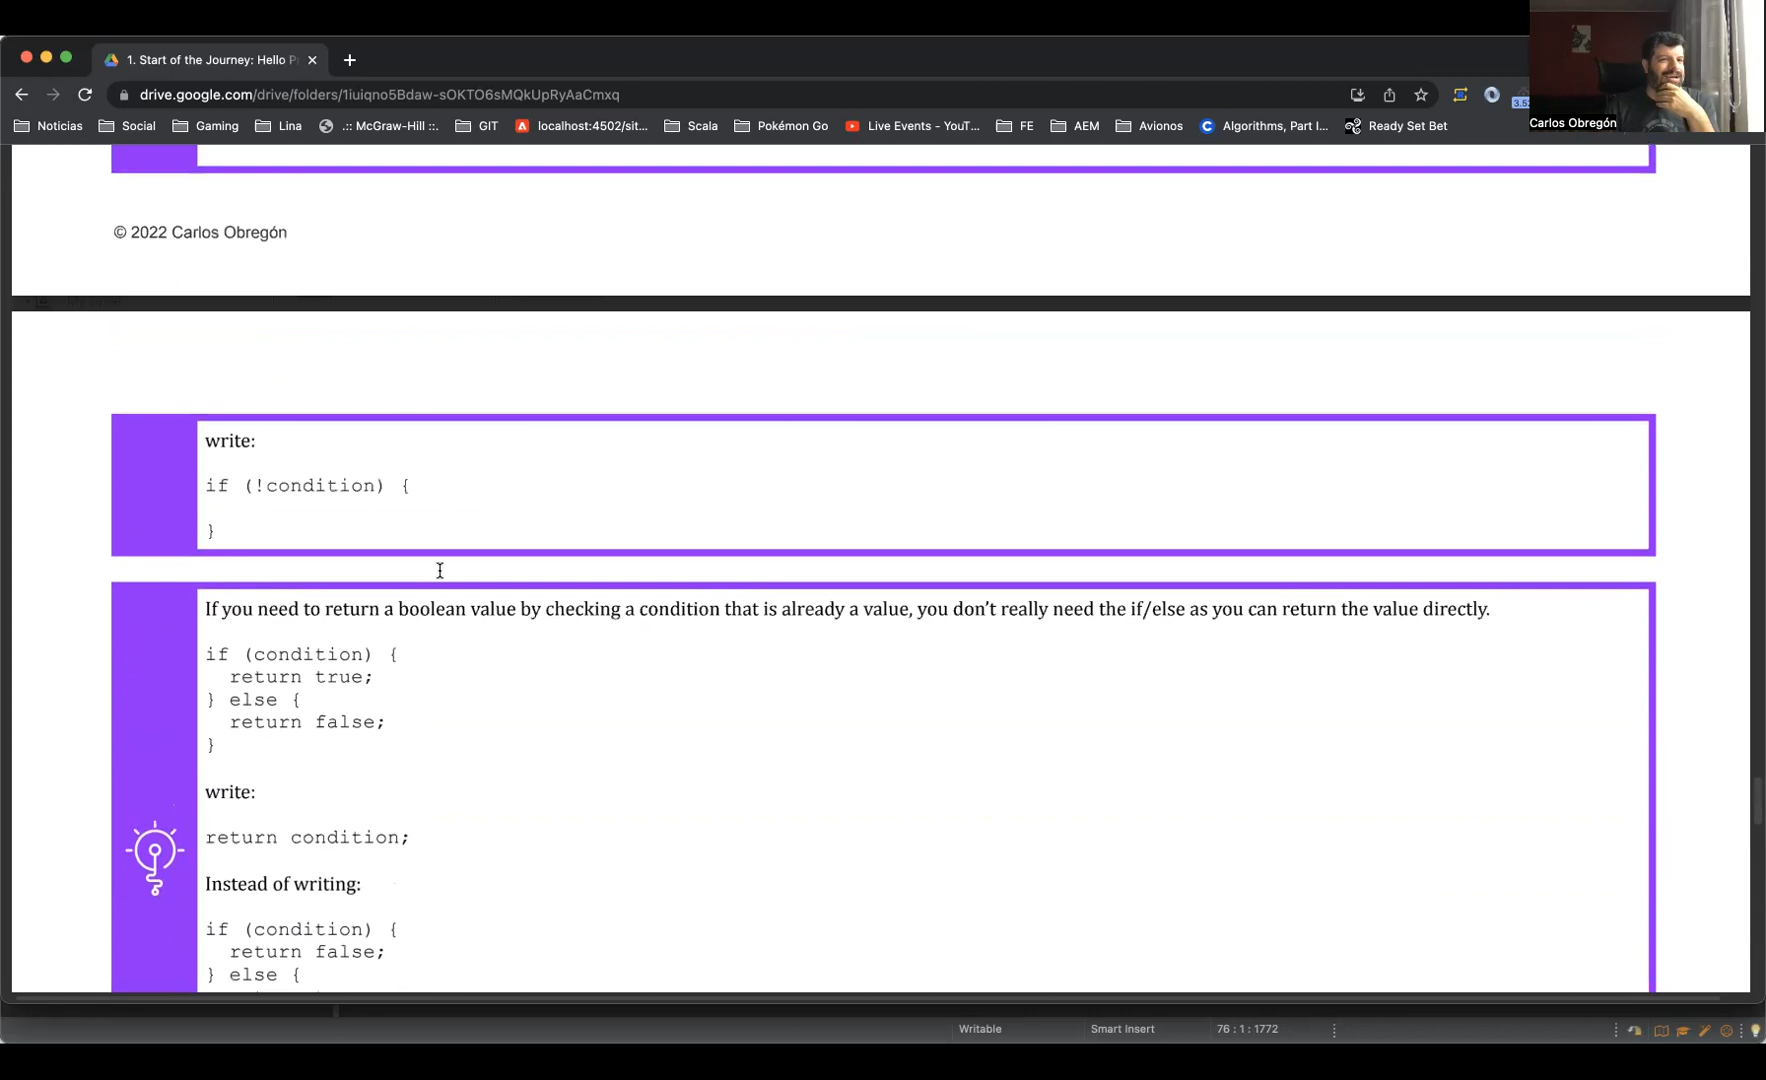 1. Start of the Journey: Hello P
drive.google.com/drive/folders/1iuiqno5Bdaw-sOKTO6sMQkUpRyAaCmxq
3.5
Carlos Obregón
Noticias Social Gaming Lina .:: McGraw-Hill ::. GIT localhost:4502/sit... Scala Pokémon Go Live Events - YouT... FE AEM Avionos Algorithms, Part I... Ready Set Bet
© 2022 Carlos Obregón
write:
if (!condition) {
}
If you need to return a boolean value by checking a condition that is already a value, you don’t really need the if/else as you can return the value directly.
if (condition) {
return true;
} else {
return false;
}
write:
return condition;
Instead of writing:
if (condition) {
return false;
} else {
Writable Smart Insert 76 : 1 : 1772